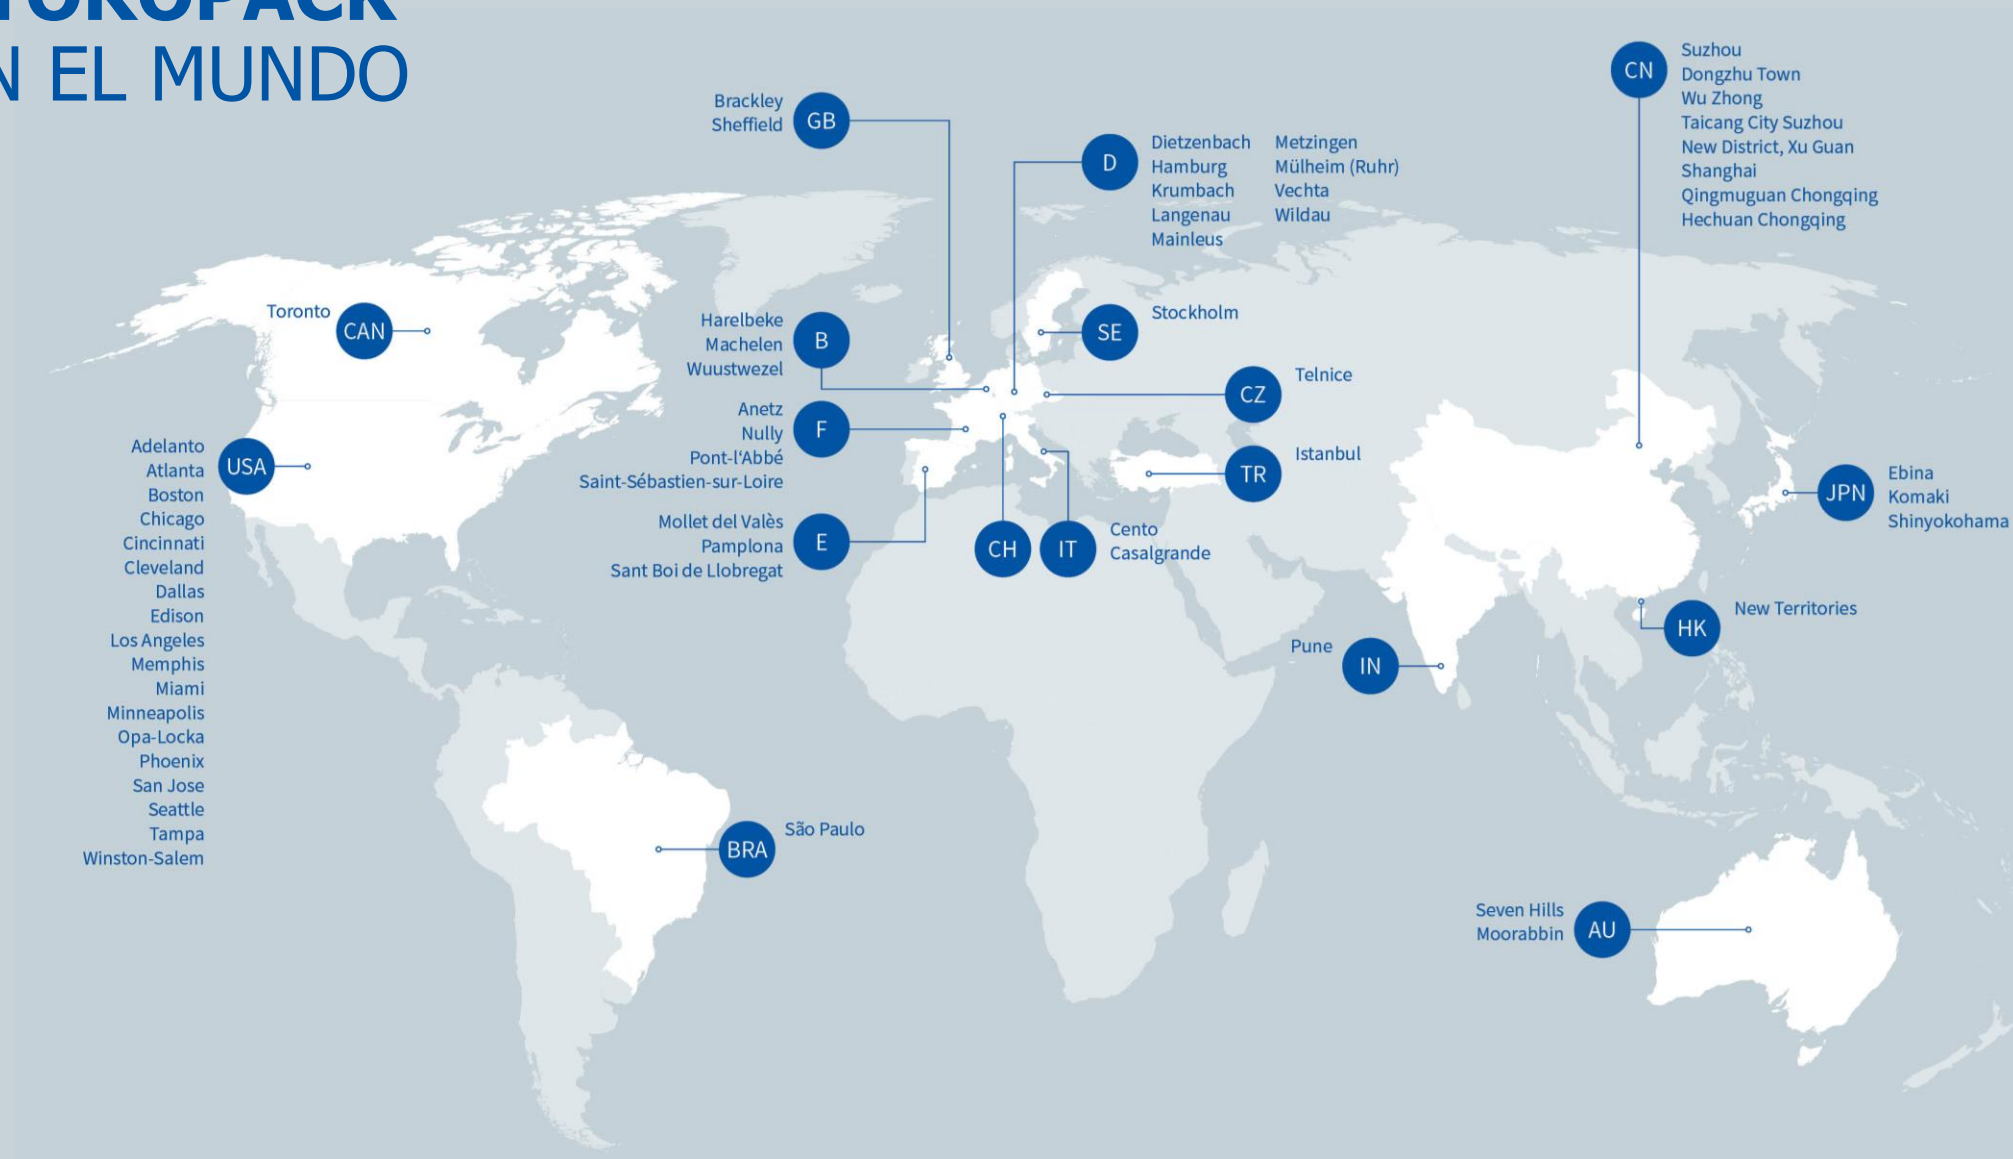 EN EL MUNDO
GB
Brackley
Sheffield
D
Dietzenbach
Hamburg
Krumbach
Langenau
Mainleus
Metzingen
Mülheim (Ruhr)
Vechta
Wildau
CN
Suzhou
Dongzhu Town
Wu Zhong
Taicang City Suzhou
New District, Xu Guan
Shanghai
Qingmuguan Chongqing
Hechuan Chongqing
Toronto
CAN
Harelbeke
Machelen
Wuustwezel
B
SE
Stockholm
CZ
Telnice
Anetz
Nully
Pont-l‘Abbé
Saint-Sébastien-sur-Loire
F
TR
Istanbul
Adelanto
Atlanta
Boston
Chicago
Cincinnati
Cleveland
Dallas
Edison
Los Angeles
Memphis
Miami
Minneapolis
Opa-Locka
Phoenix
San Jose
Seattle
Tampa
Winston-Salem
USA
Mollet del Valès
Pamplona
Sant Boi de Llobregat
E
CH
IT
Cento
Casalgrande
JPN
Ebina
Komaki
Shinyokohama
HK
New Territories
Pune
IN
BRA
São Paulo
Seven Hills
Moorabbin
AU